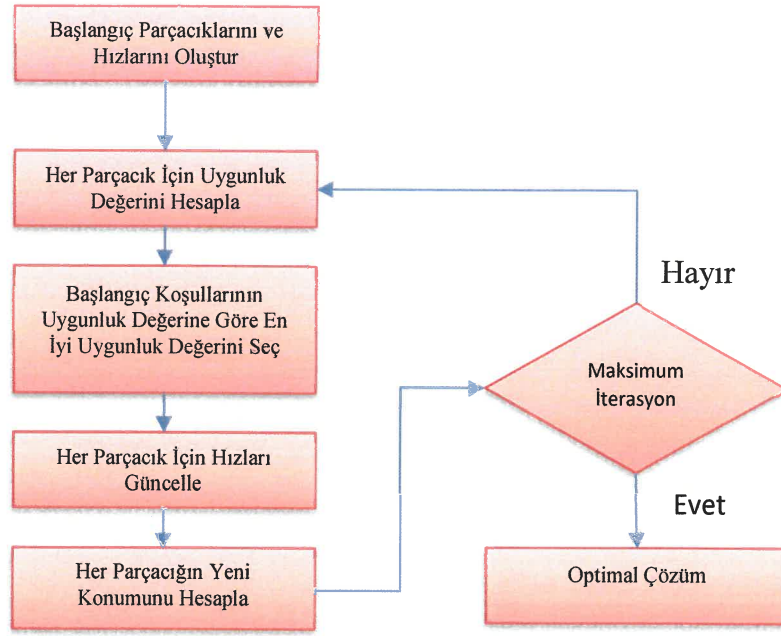 Başlangıç Parçacıklarını ve
Hızlarını Oluştur
Her Parçacık İçin Uygunluk
Değerini Hesapla
Başlangıç Koşullarının
Uygunluk Değerine Göre En
İyi Uygunluk Değerini Seç
Her Parçacık İçin Hızları
Güncelle
Her Parçacığın Yeni
Konumunu Hesapla
Hayır
Maksimum
İterasyon
Evet
Optimal Çözüm